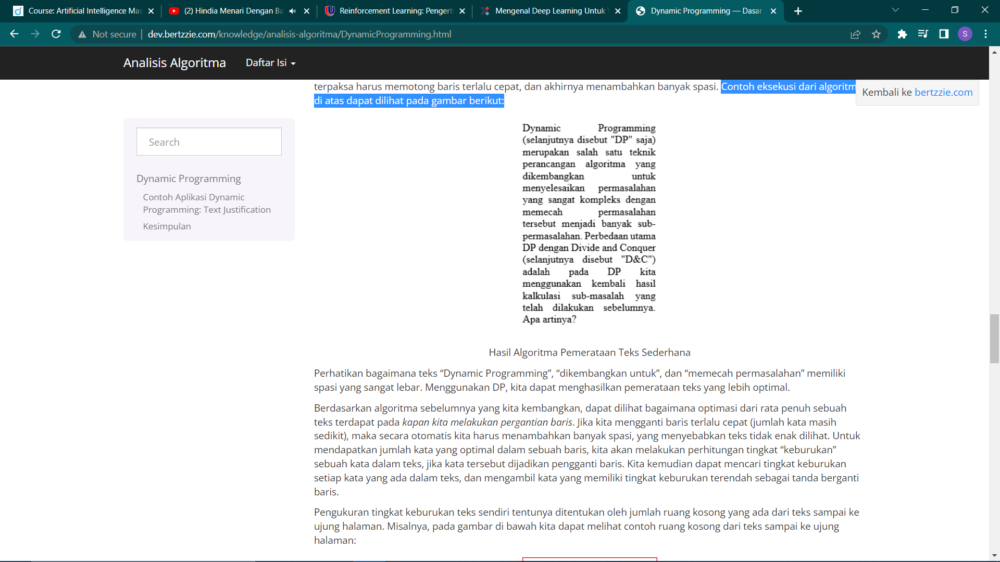 Course: Artificial Intelligence Mas
(2) Hindia Menari Dengan Ba
Reinforcement Learning: Pengerti
Mengenal Deep Learning Untuk
Dynamic Programming — Dasar
Not secure
dev.bertzzie.com/knowledge/analisis-algoritma/DynamicProgramming.html
S
Analisis Algoritma
Daftar Isi
terpaksa harus memotong baris terlalu cepat, dan akhirnya menambahkan banyak spasi. Contoh eksekusi dari algoritm
di atas dapat dilihat pada gambar berikut:
Kembali ke bertzzie.com
Search
Dynamic Programming
Contoh Aplikasi Dynamic
Programming: Text Justification
Kesimpulan
Dynamic Programming
(selanjutnya disebut "DP" saja)
merupakan salah satu teknik
perancangan algoritma yang
dikembangkan untuk
menyelesaikan permasalahan
yang sangat kompleks dengan
memecah permasalahan
tersebut menjadi banyak sub-
permasalahan. Perbedaan utama
DP dengan Divide and Conquer
(selanjutnya disebut "D&C")
adalah pada DP kita
menggunakan kembali hasil
kalkulasi sub-masalah yang
telah dilakukan sebelumnya.
Apa artinya?
Hasil Algoritma Pemerataan Teks Sederhana
Perhatikan bagaimana teks “Dynamic Programming”, “dikembangkan untuk”, dan “memecah permasalahan” memiliki
spasi yang sangat lebar. Menggunakan DP, kita dapat menghasilkan pemerataan teks yang lebih optimal.
Berdasarkan algoritma sebelumnya yang kita kembangkan, dapat dilihat bagaimana optimasi dari rata penuh sebuah
teks terdapat pada kapan kita melakukan pergantian baris. Jika kita mengganti baris terlalu cepat (jumlah kata masih
sedikit), maka secara otomatis kita harus menambahkan banyak spasi, yang menyebabkan teks tidak enak dilihat. Untuk
mendapatkan jumlah kata yang optimal dalam sebuah baris, kita akan melakukan perhitungan tingkat “keburukan”
sebuah kata dalam teks, jika kata tersebut dijadikan pengganti baris. Kita kemudian dapat mencari tingkat keburukan
setiap kata yang ada dalam teks, dan mengambil kata yang memiliki tingkat keburukan terendah sebagai tanda berganti
baris.
Pengukuran tingkat keburukan teks sendiri tentunya ditentukan oleh jumlah ruang kosong yang ada dari teks sampai ke
ujung halaman. Misalnya, pada gambar di bawah kita dapat melihat contoh ruang kosong dari teks sampai ke ujung
halaman: